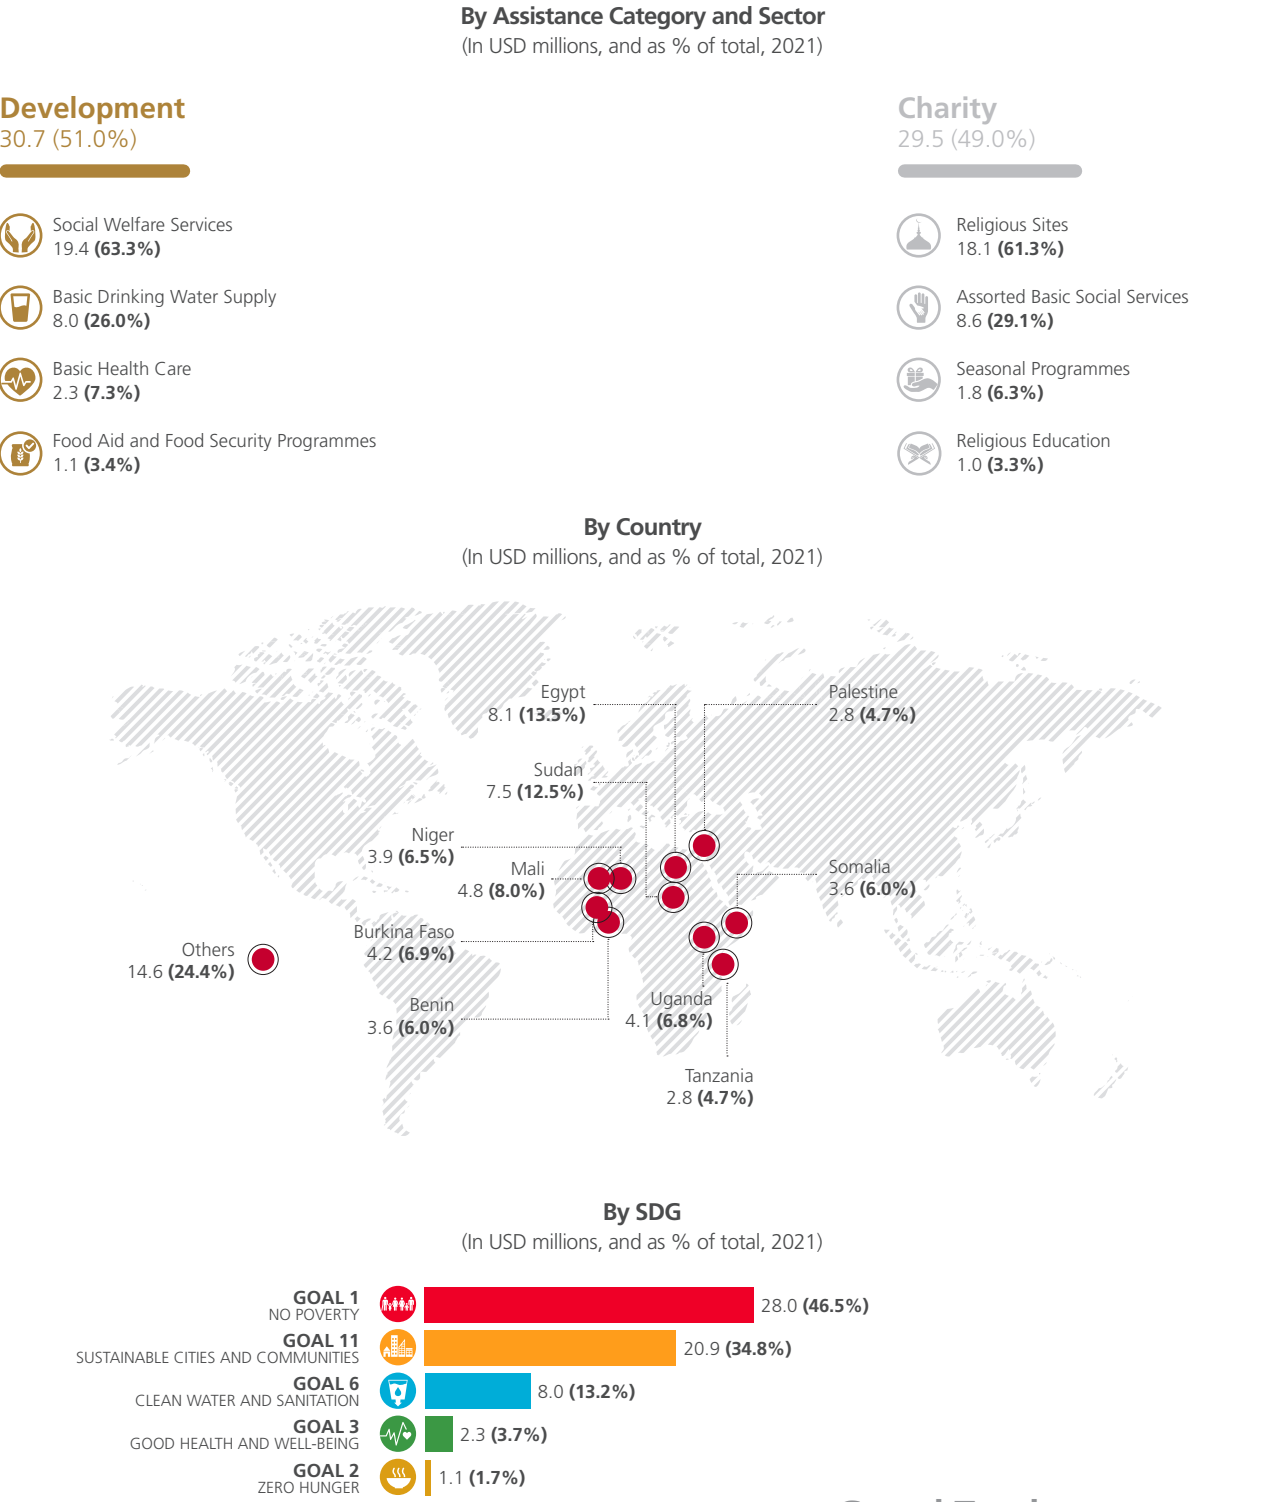 By Assistance Category and Sector
(In USD millions, and as % of total, 2021)
Development
30.7 (51.0%)
Social Welfare Services
19.4 (63.3%)
Basic Drinking Water Supply
8.0 (26.0%)
Basic Health Care
2.3 (7.3%)
Food Aid and Food Security Programmes
1.1 (3.4%)
Charity
29.5 (49.0%)
Religious Sites
18.1 (61.3%)
Assorted Basic Social Services
8.6 (29.1%)
Seasonal Programmes
1.8 (6.3%)
Religious Education
1.0 (3.3%)
By Country
(In USD millions, and as % of total, 2021)
Egypt
8.1 (13.5%)
Palestine
2.8 (4.7%)
Sudan
7.5 (12.5%)
Niger
3.9 (6.5%)
Mali
4.8 (8.0%)
Somalia
3.6 (6.0%)
Burkina Faso
4.2 (6.9%)
Others
14.6 (24.4%)
Benin
3.6 (6.0%)
Uganda
4.1 (6.8%)
Tanzania
2.8 (4.7%)
By SDG
(In USD millions, and as % of total, 2021)
GOAL 1
NO POVERTY
28.0 (46.5%)
GOAL 11
SUSTAINABLE CITIES AND COMMUNITIES
20.9 (34.8%)
GOAL 6
CLEAN WATER AND SANITATION
8.0 (13.2%)
GOAL 3
GOOD HEALTH AND WELL-BEING
2.3 (3.7%)
GOAL 2
ZERO HUNGER
1.1 (1.7%)